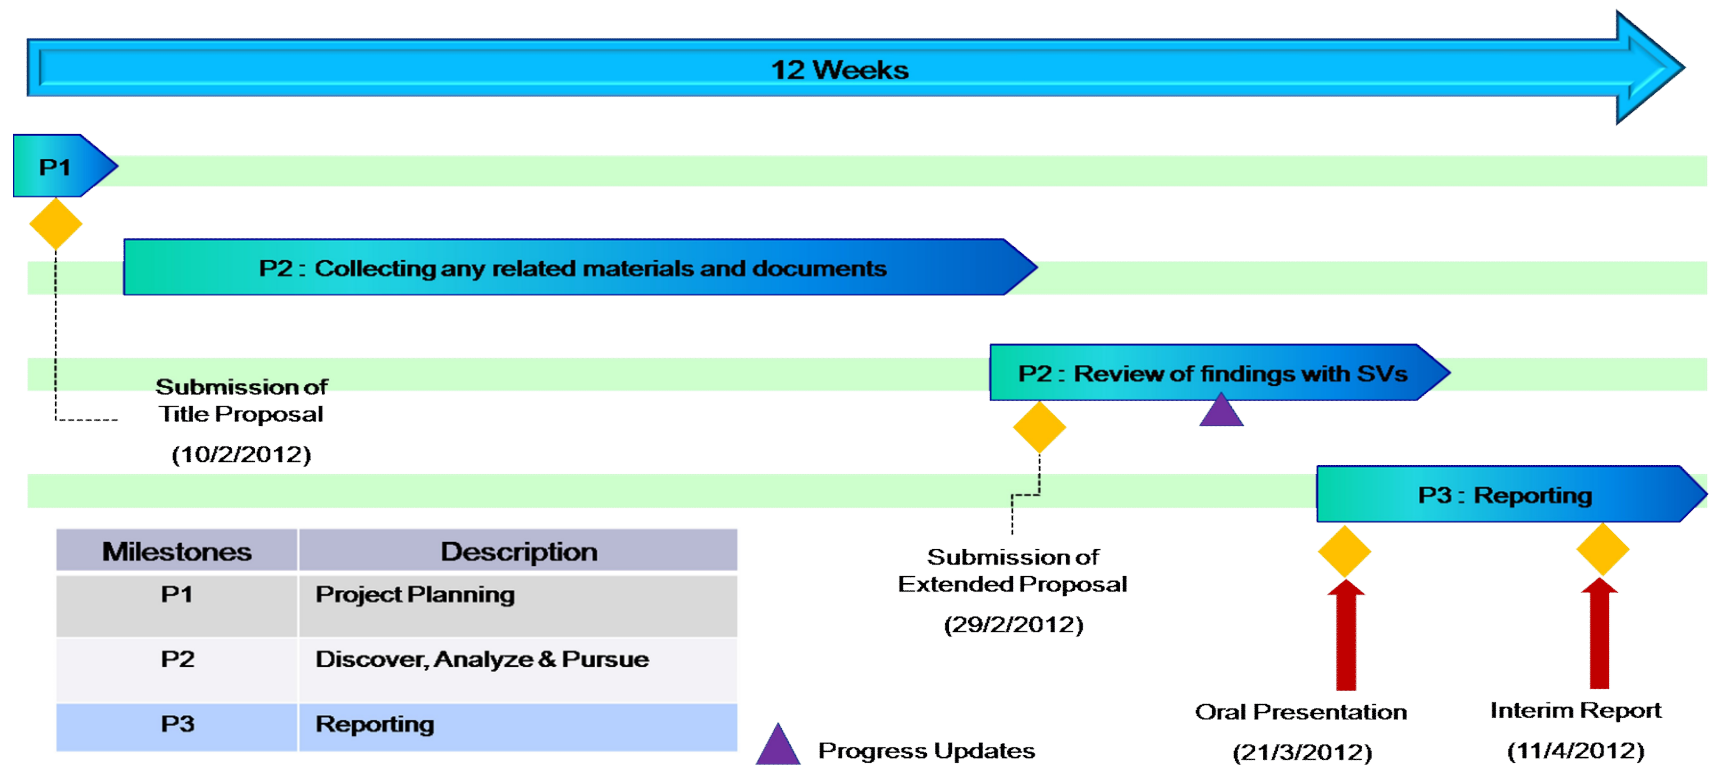 12 Weeks
P1
P2 : Collecting any related materials and documents
P2 : Review of findings with SVs
Submission of
Title Proposal
(10/2/2012)
P3 : Reporting
Submission of
Extended Proposal
(29/2/2012)
Milestones Description
P1 Project Planning
P2 Discover, Analyze & Pursue
P3 Reporting
Progress Updates
Oral Presentation
(21/3/2012)
Interim Report
(11/4/2012)